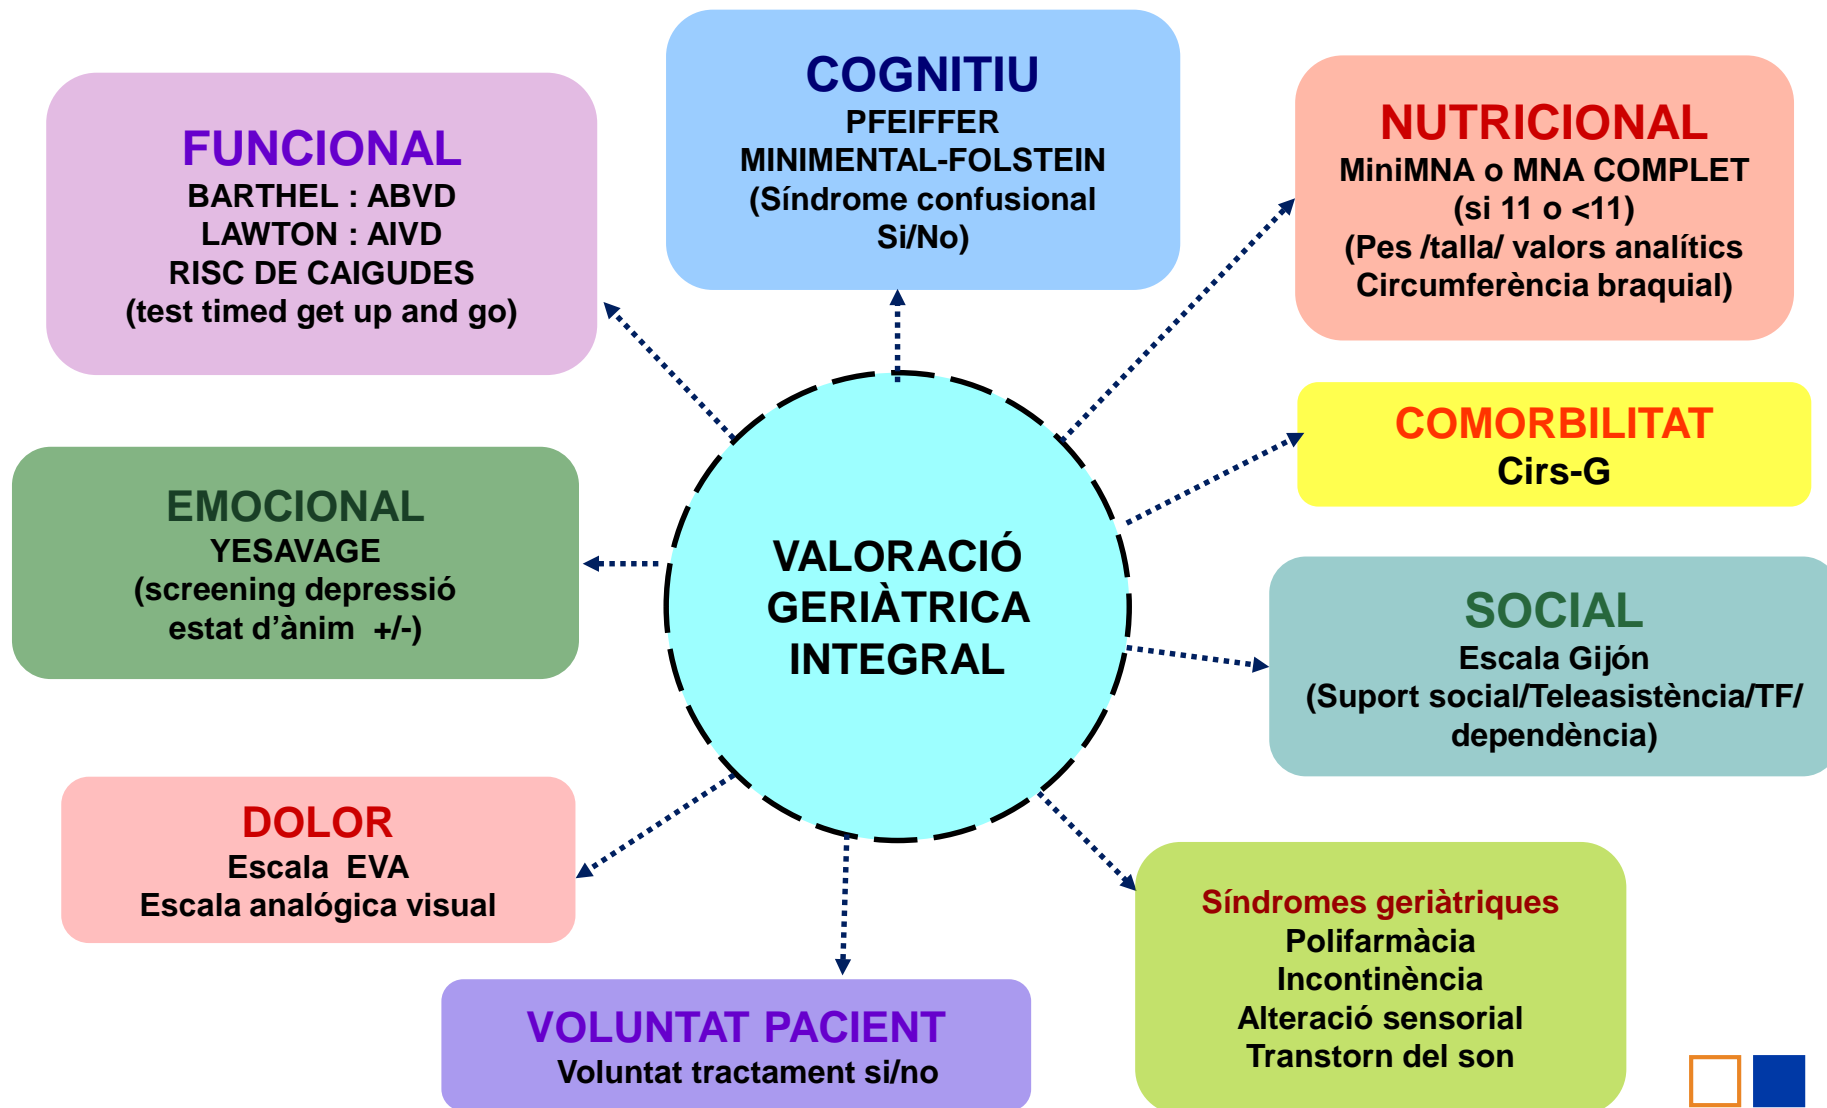 COGNITIU
PFEIFFER
MINIMENTAL-FOLSTEIN
(Síndrome confusional
Si/No)
FUNCIONAL
BARTHEL : ABVD
LAWTON : AIVD
RISC DE CAIGUDES
(test timed get up and go)
NUTRICIONAL
MiniMNA o MNA COMPLET
(si 11 o <11)
(Pes /talla/ valors analítics
Circumferència braquial)
COMORBILITAT
Cirs-G
EMOCIONAL
YESAVAGE
(screening depressió
estat d’ànim +/-)
VALORACIÓ
GERIÀTRICA
INTEGRAL
SOCIAL
Escala Gijón
(Suport social/Teleasistència/TF/
dependència)
DOLOR
Escala EVA
Escala analógica visual
Síndromes geriàtriques
Polifarmàcia
Incontinència
Alteració sensorial
Transtorn del son
VOLUNTAT PACIENT
Voluntat tractament si/no